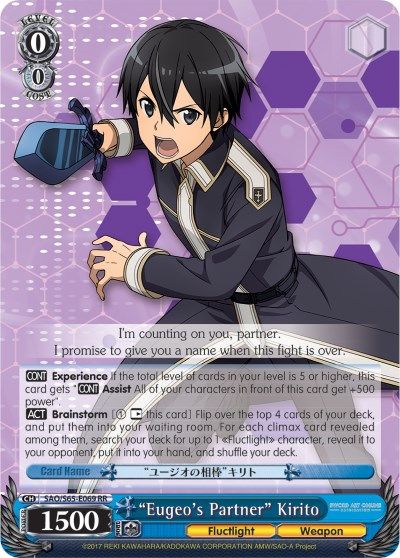 LEVEL
0
0
COST
I'm counting on you, partner.
I promise to give you a name when this fight is over.
CONT Experience If the total level of cards in your level is 5 or higher, this
card gets "CONT Assist All of your characters in front of this card get +500
power".
ACT Brainstorm [① this card] Flip over the top 4 cards of your deck,
and put them into your waiting room. For each climax card revealed
among them, search your deck for up to 1 «Fluctlight» character, reveal it to
your opponent, put it into your hand, and shuffle your deck.
Card Name
“ユージオの相棒”キリト
CH SAO/S65-E069 RR
1500
“Eugeo's Partner” Kirito
SWORD ART ONLINE
Fluctlight
Weapon
©2017 REKI KAWAHARA/KADOKAWA CORPORATION AMW/SAO-A Project